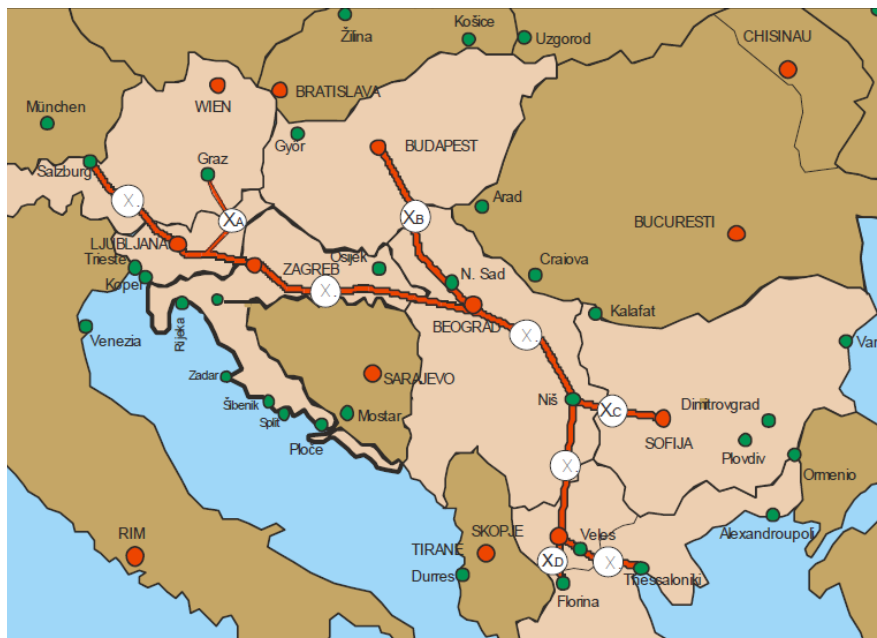 Žilina
Košice
Uzgorod
CHISINAU
WIEN
BRATISLAVA
München
Gyor
BUDAPEST
Salzburg
Graz
X.
XA
XB
Arad
BUCURESTI
LJUBLJANA
Trieste
Koper
ZAGREB
Osijek
N. Sad
Craiova
X.
BEOGRAD
X.
Kalafat
Venezia
Rijeka
Var
Zadar
SARAJEVO
Šibenik
Split
Mostar
Ploče
Niš
XC
SOFIJA
Dimitrovgrad
Plovdiv
X.
Ormenio
RIM
TIRANE
SKOPJE
Veles
Alexandroupoli
XD
X.
Durres
Thessaloniki
Florina